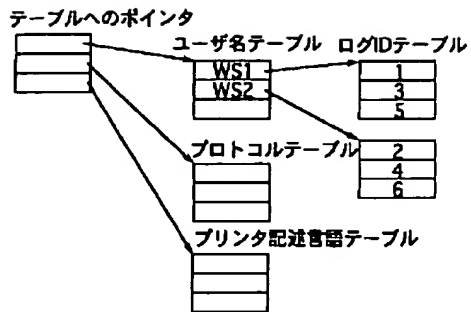 テーブルへのポインタ
ユーザ名テーブル
ログIDテーブル
WS1
WS2
1
3
5
プロトコルテーブル
2
4
6
プリンタ記述言語テーブル